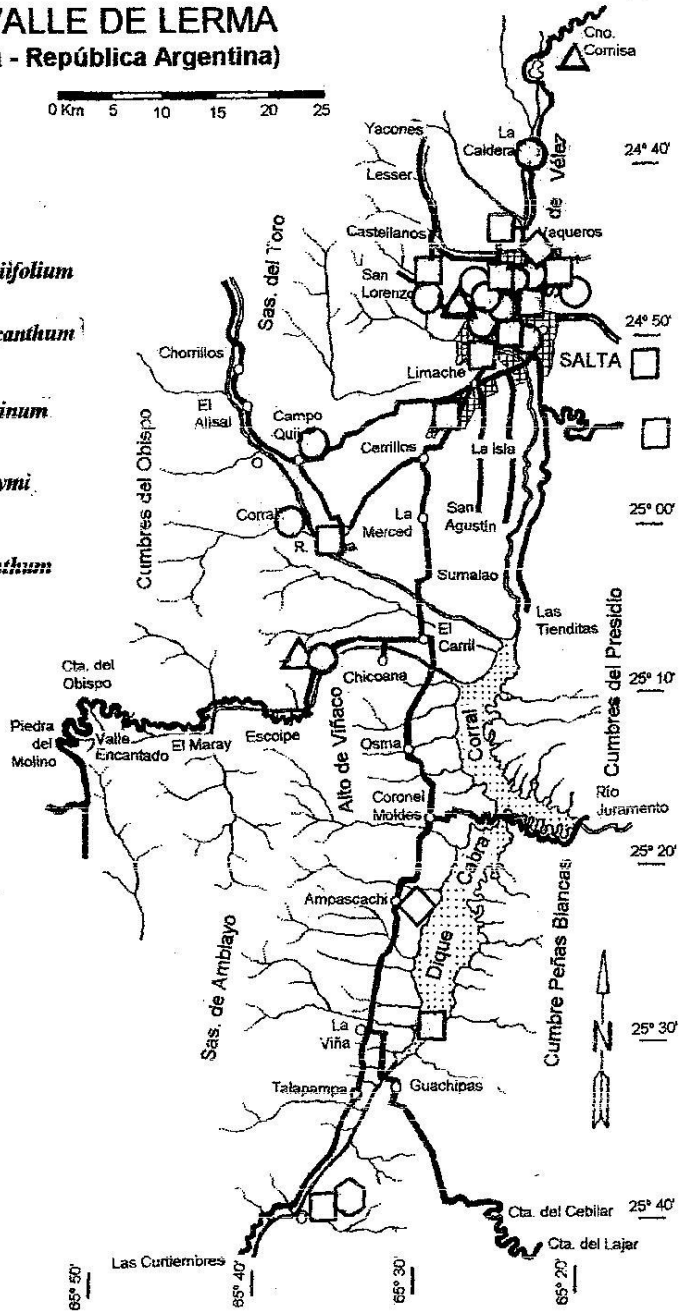 VALLE DE LERMA
- República Argentina)
0 Km 5 10 15 20 25
Cno.
Cornisa
Yacones
La
Caldera
24° 40'
Lesser
de Vélez
Castellanos
Vaqueros
iifolium
Sas. del Toro
San
Lorenzo
canthum
24° 50'
Chorrillos
SALTA
Limache
inum
El
Alisal
Campo
Cerrillos
La Isla
Cumbres del Obispo
ymi
Corral
San
Agustín
25° 00'
La
Merced
R.
Sumalao
nthum
Las
Tienditas
El
Carril
Cta. del
Obispo
Chicoana
25° 10'
Cumbres del Presidio
Piedra
del
Molino
Valle
Encantado
El Maray
Escoipe
Alto de Viñaco
Osma
Corral
Coronel
Moldes
Río
Juramento
25° 20'
Cabra
Ampascachi
Sas. de Amblayo
Dique
Cumbre Peñas Blancas
La
Viña
N
25° 30'
Talapampa
Guachipas
Cta. del Cebilar
25° 40'
Cta. del Lajar
Las Curtiembres
65° 50'
65° 40'
65° 30'
65° 20'